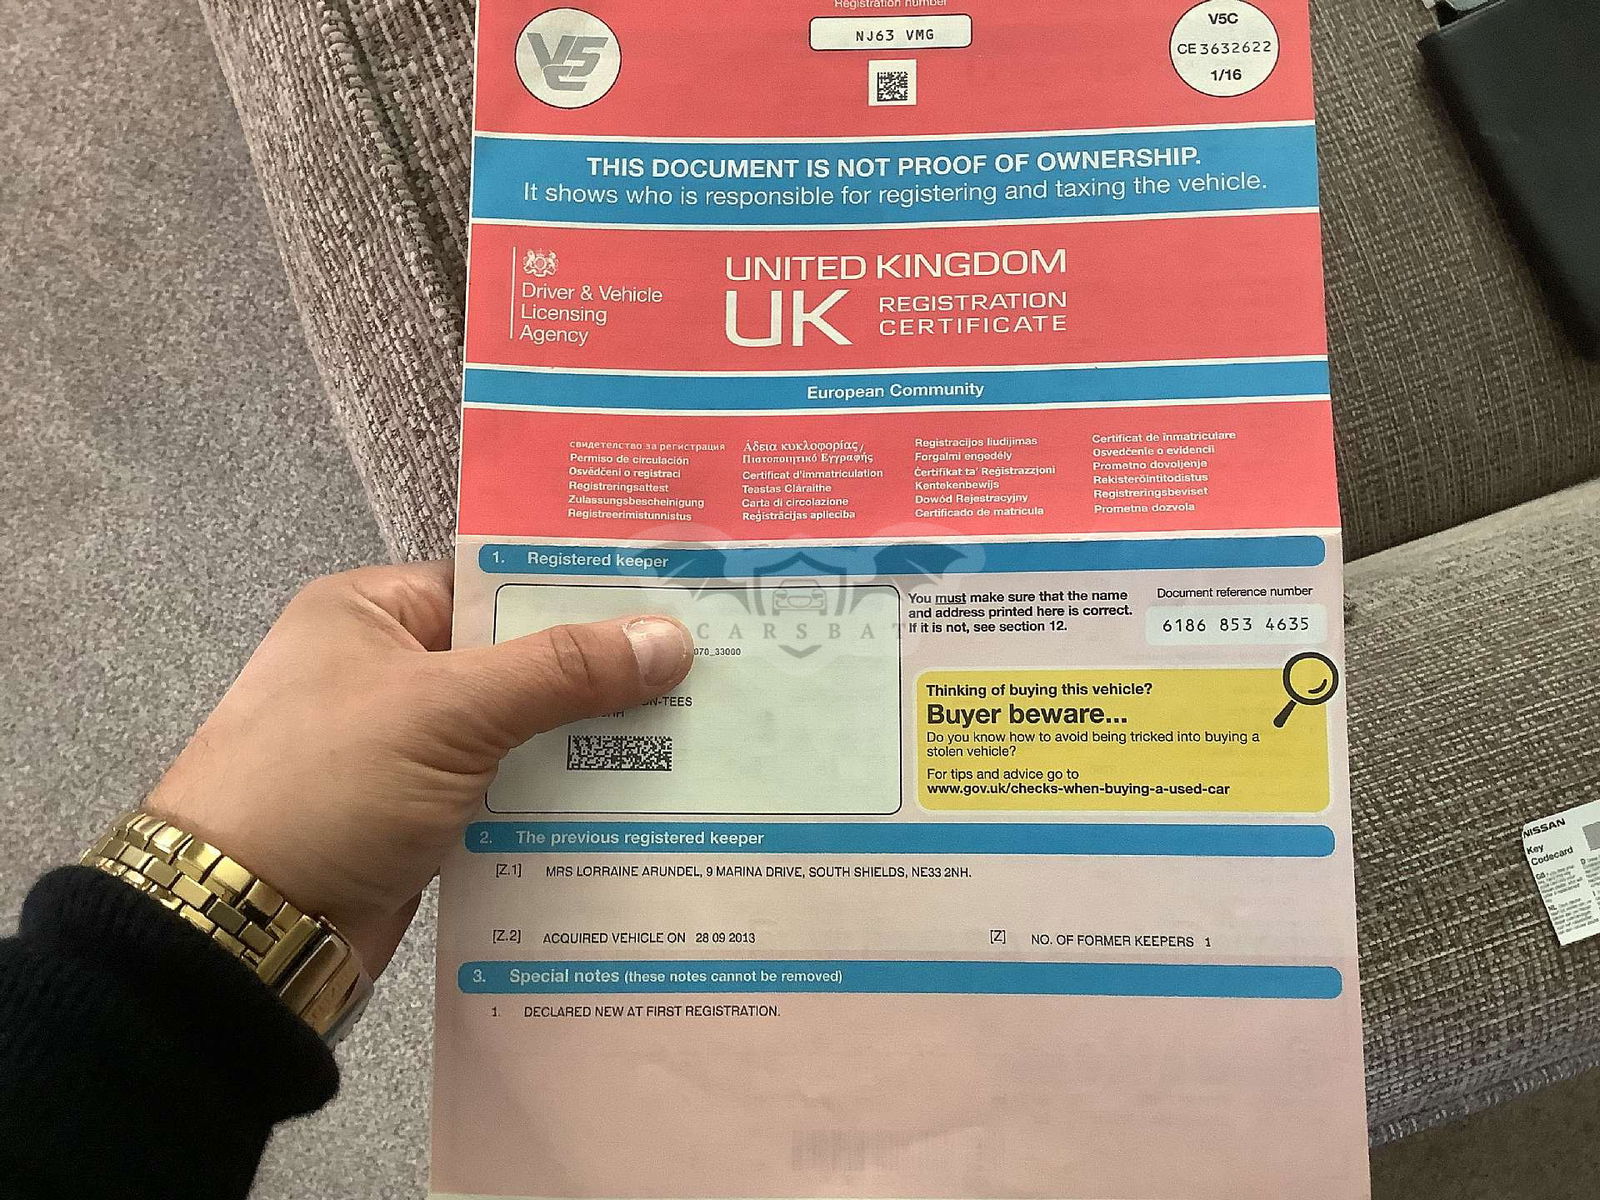 Registration number
V5C
NJ63 VMG
V5C
CE 3632622
1/16
THIS DOCUMENT IS NOT PROOF OF OWNERSHIP.
It shows who is responsible for registering and taxing the vehicle.
Driver & Vehicle
Licensing
Agency
UNITED KINGDOM
UK REGISTRATION
CERTIFICATE
European Community
свидетелство за регистрация
Permiso de circulación
Osvědčení o registraci
Registreringsattest
Zulassungsbescheinigung
Registreerimistunnistus
Άδεια κυκλοφορίας /
Πιστοποιητικό Εγγραφής
Certificat d'immatriculation
Teastas Cláraithe
Carta di circolazione
Reģistrācijas apliecība
Registracijos liudijimas
Forgalmi engedély
Ċertifikat ta' Reġistrazzjoni
Kentekenbewijs
Dowód Rejestracyjny
Certificado de matrícula
Certificat de înmatriculare
Osvedčenie o evidencii
Prometno dovoljenje
Rekisteröintitodistus
Registreringsbeviset
Prometna dozvola
1. Registered keeper
070_33000
ON-TEES
You must make sure that the name
and address printed here is correct.
If it is not, see section 12.
Document reference number
6186 853 4635
CARSBAT
Thinking of buying this vehicle?
Buyer beware...
Do you know how to avoid being tricked into buying a
stolen vehicle?
For tips and advice go to
www.gov.uk/checks-when-buying-a-used-car
2. The previous registered keeper
[Z.1] MRS LORRAINE ARUNDEL, 9 MARINA DRIVE, SOUTH SHIELDS, NE33 2NH.
[Z.2] ACQUIRED VEHICLE ON 28 09 2013
[Z] NO. OF FORMER KEEPERS 1
3. Special notes (these notes cannot be removed)
1. DECLARED NEW AT FIRST REGISTRATION.
NISSAN
Key
Codecard